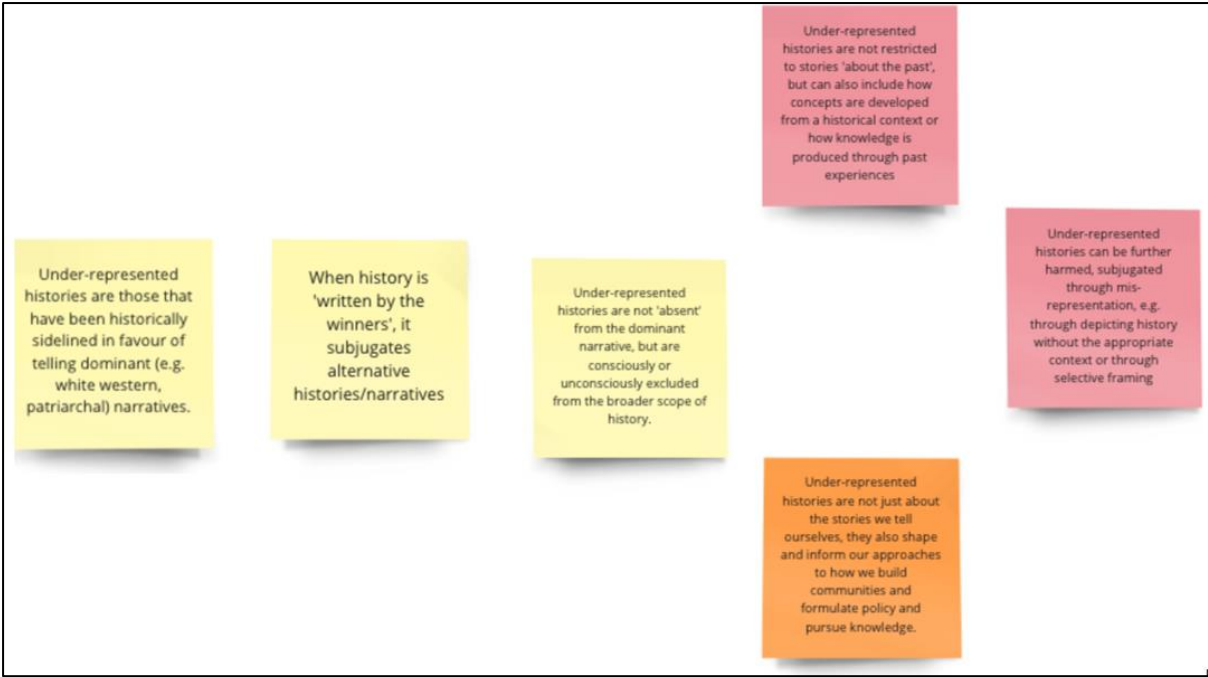 Under-represented
histories are those that
have been historically
sidelined in favour of
telling dominant (e.g.
white western,
patriarchal) narratives.
When history is
'written by the
winners', it
subjugates
alternative
histories/narratives
Under-represented
histories are not 'absent'
from the dominant
narrative, but are
consciously or
unconsciously excluded
from the broader scope of
history.
Under-represented
histories are not restricted
to stories 'about the past',
but can also include how
concepts are developed
from a historical context or
how knowledge is
produced through past
experiences
Under-represented
histories can be further
harmed, subjugated
through mis-
representation, e.g.
through depicting history
without the appropriate
context or through
selective framing
Under-represented
histories are not just about
the stories we tell
ourselves, they also shape
and inform our approaches
to how we build
communities and
formulate policy and
pursue knowledge.